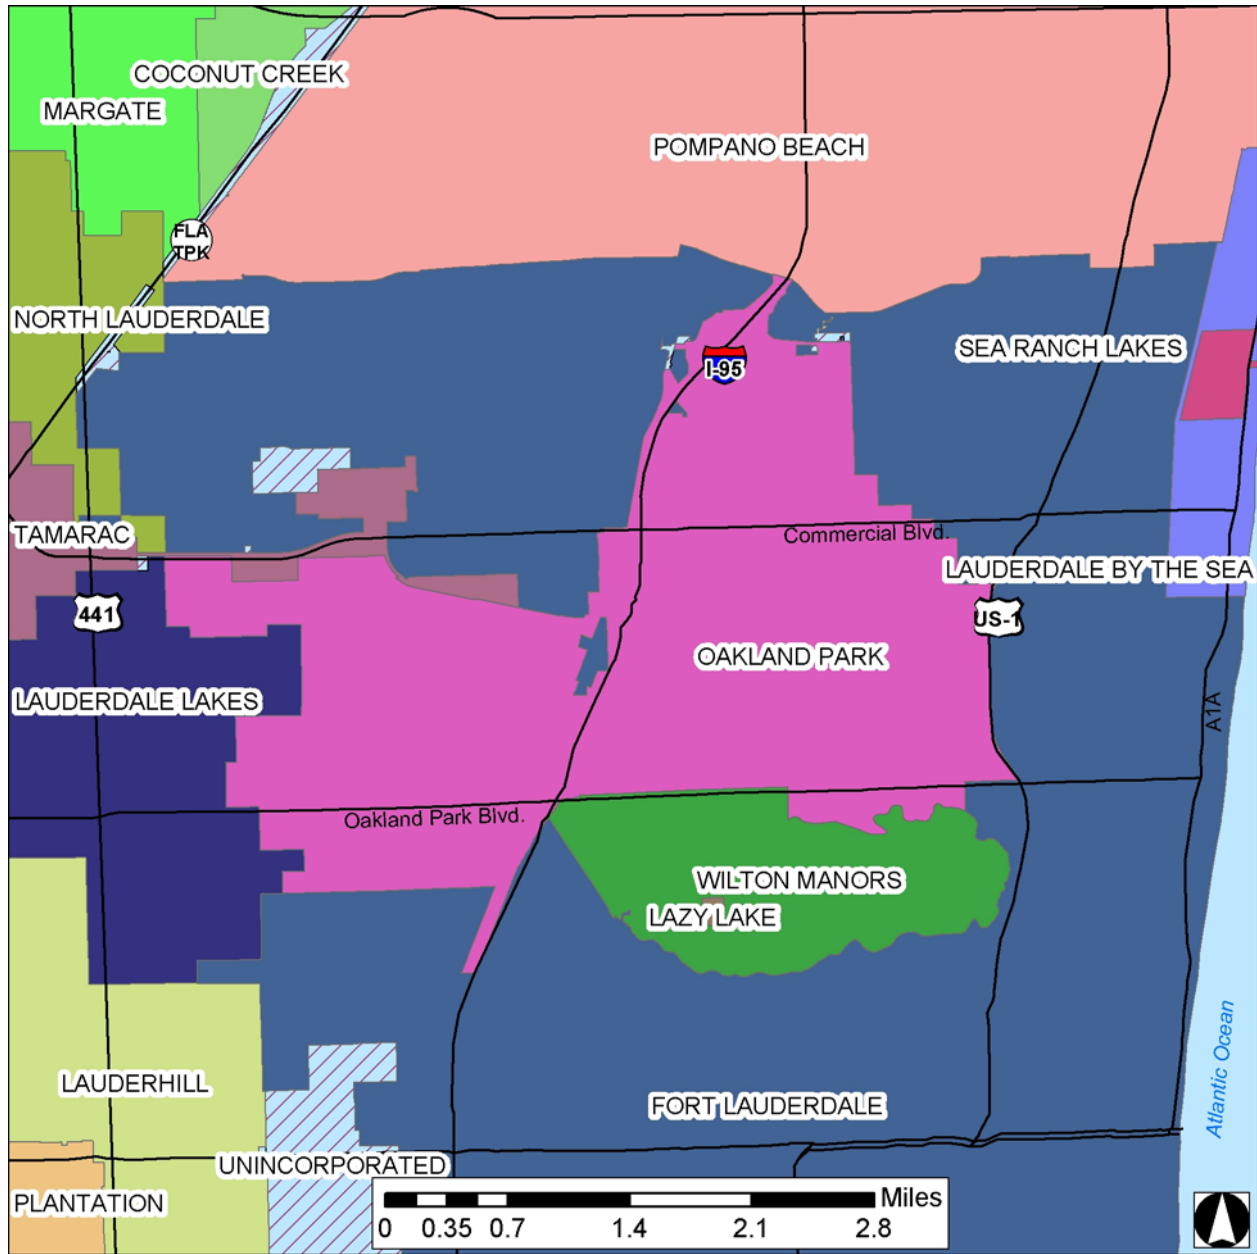 COCONUT CREEK
MARGATE
POMPANO BEACH
FLA
TPK
NORTH LAUDERDALE
SEA RANCH LAKES
I-95
TAMARAC
Commercial Blvd.
LAUDERDALE BY THE SEA
441
US-1
OAKLAND PARK
LAUDERDALE LAKES
A1A
Oakland Park Blvd.
WILTON MANORS
LAZY LAKE
Atlantic Ocean
LAUDERHILL
FORT LAUDERDALE
UNINCORPORATED
PLANTATION
Miles
0 0.35 0.7 1.4 2.1 2.8